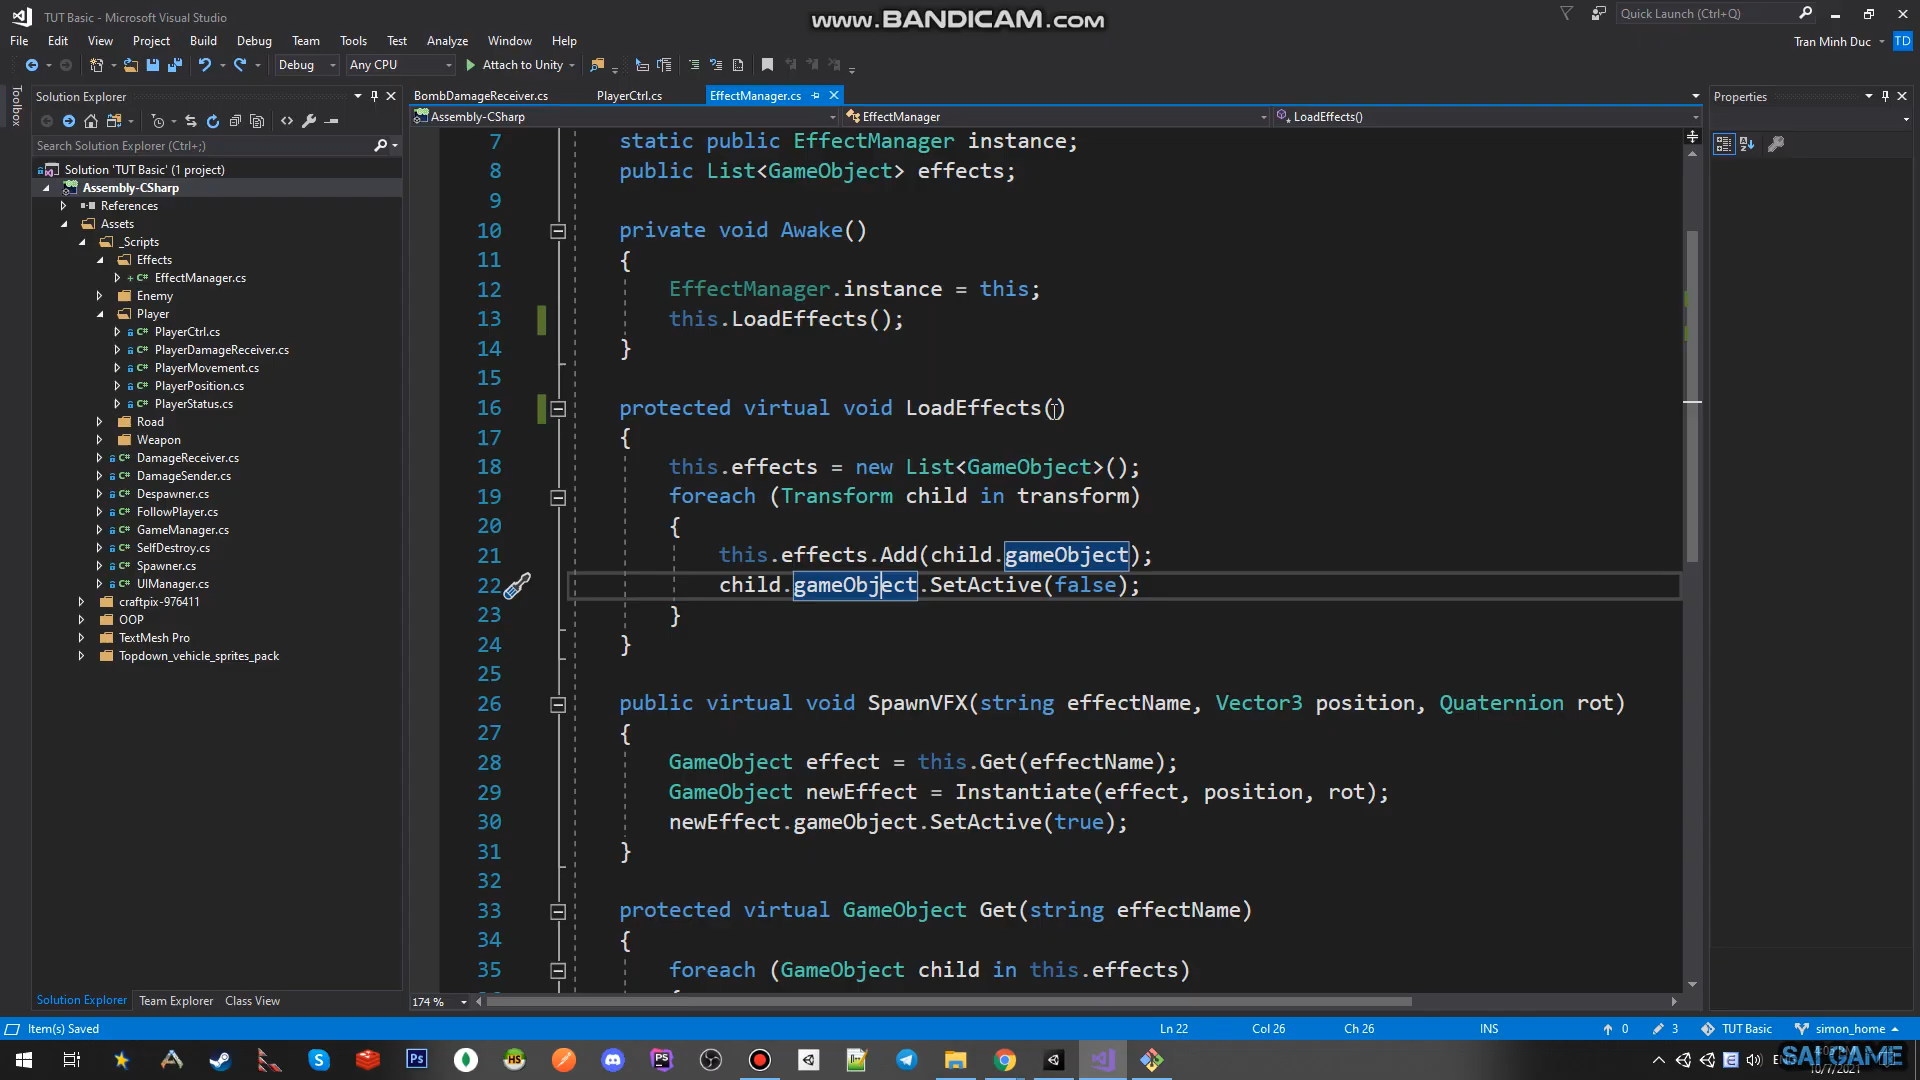 TUT Basic - Microsoft Visual Studio
www.BANDICAM.com
Quick Launch (Ctrl+Q)
File Edit View Project Build Debug Team Tools Test Analyze Window Help
Tran Minh Duc
TD
Debug
Any CPU
Attach to Unity
Toolbox
Solution Explorer
BombDamageReceiver.cs
PlayerCtrl.cs
EffectManager.cs
Properties
Assembly-CSharp
EffectManager
LoadEffects()
Search Solution Explorer (Ctrl+;)
Solution 'TUT Basic' (1 project)
Assembly-CSharp
References
Assets
_Scripts
Effects
EffectManager.cs
Enemy
Player
PlayerCtrl.cs
PlayerDamageReceiver.cs
PlayerMovement.cs
PlayerPosition.cs
PlayerStatus.cs
Road
Weapon
DamageReceiver.cs
DamageSender.cs
Despawner.cs
FollowPlayer.cs
GameManager.cs
SelfDestroy.cs
Spawner.cs
UIManager.cs
craftpix-976411
OOP
TextMesh Pro
Topdown_vehicle_sprites_pack
7 static public EffectManager instance;
8 public List<GameObject> effects;
9
10 private void Awake()
11 {
12 EffectManager.instance = this;
13 this.LoadEffects();
14 }
15
16 protected virtual void LoadEffects()
17 {
18 this.effects = new List<GameObject>();
19 foreach (Transform child in transform)
20 {
21 this.effects.Add(child.gameObject);
22 child.gameObject.SetActive(false);
23 }
24 }
25
26 public virtual void SpawnVFX(string effectName, Vector3 position, Quaternion rot)
27 {
28 GameObject effect = this.Get(effectName);
29 GameObject newEffect = Instantiate(effect, position, rot);
30 newEffect.gameObject.SetActive(true);
31 }
32
33 protected virtual GameObject Get(string effectName)
34 {
35 foreach (GameObject child in this.effects)
Solution Explorer Team Explorer Class View
174 %
Item(s) Saved
Ln 22 Col 26 Ch 26 INS
0
3
TUT Basic
simon_home
SAI GAME
10/7/2021